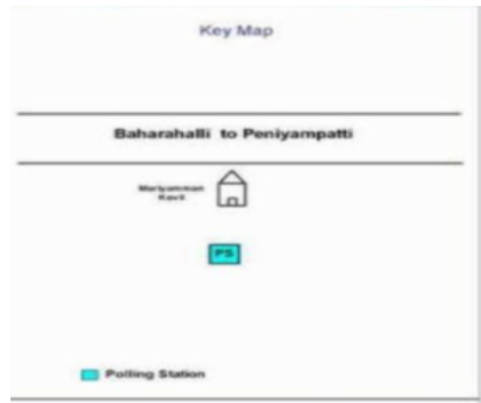 Key Map
Baharahalli to Peniyampatti
Mariyamman
Kovil
PS
Polling Station